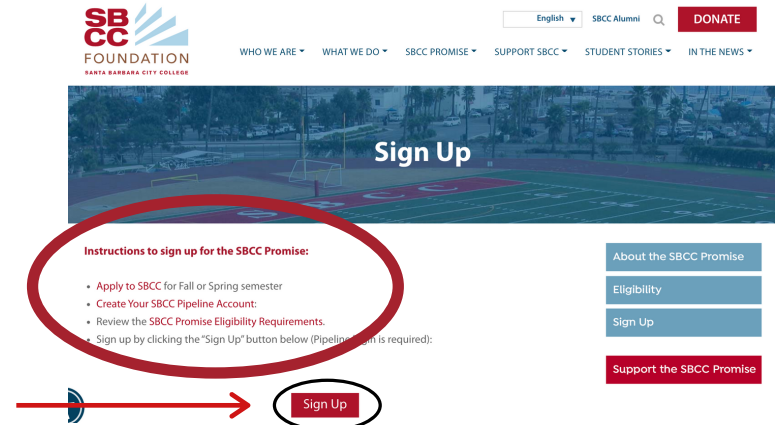 SB
CC
FOUNDATION
SANTA BARBARA CITY COLLEGE
English ▼ SBCC Alumni DONATE
WHO WE ARE WHAT WE DO SBCC PROMISE SUPPORT SBCC STUDENT STORIES IN THE NEWS
Sign Up
SBCC
Instructions to sign up for the SBCC Promise:
• Apply to SBCC for Fall or Spring semester
• Create Your SBCC Pipeline Account:
• Review the SBCC Promise Eligibility Requirements.
• Sign up by clicking the "Sign Up" button below (Pipeline login is required):
Sign Up
About the SBCC Promise
Eligibility
Sign Up
Support the SBCC Promise